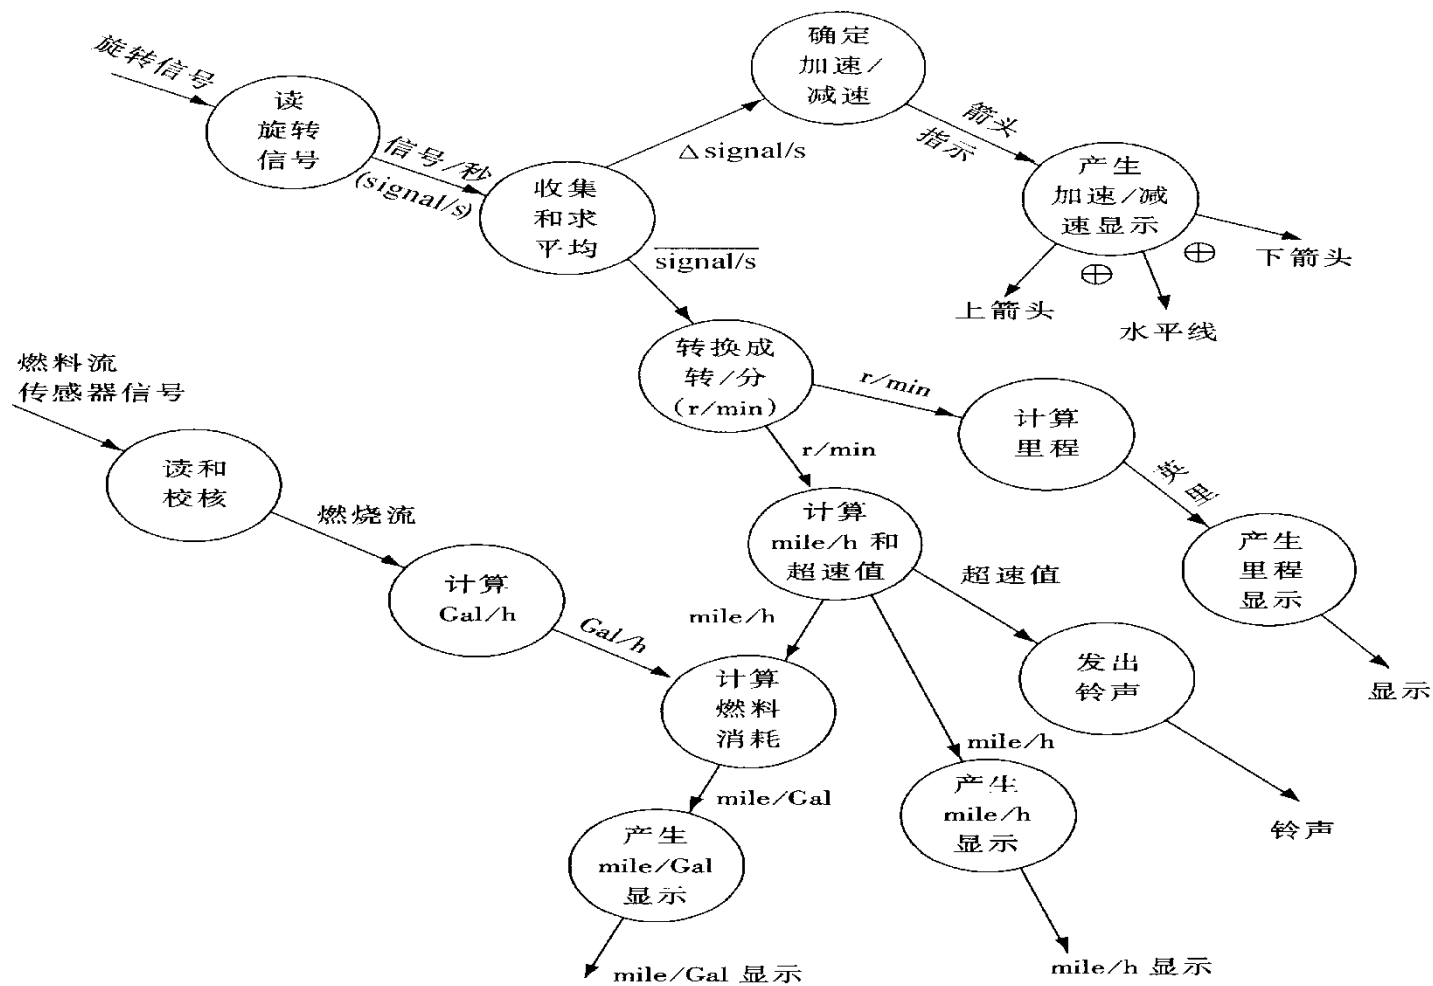 确定
加速/
减速
旋转信号
读
旋转
信号
信号/秒
(signal/s)
△signal/s
箭头
指示
产生
加速/减
速显示
收集
和求
平均
signal/s
下箭头
上箭头
水平线
转换成
转/分
(r/min)
r/min
燃料流
传感器信号
计算
里程
r/min
英里
读和
校核
燃烧流
计算
mile/h 和
超速值
产生
里程
显示
超速值
计算
Gal/h
Gal/h
mile/h
发出
铃声
显示
计算
燃料
消耗
mile/h
mile/Gal
产生
mile/h
显示
铃声
产生
mile/Gal
显示
mile/Gal 显示
mile/h 显示